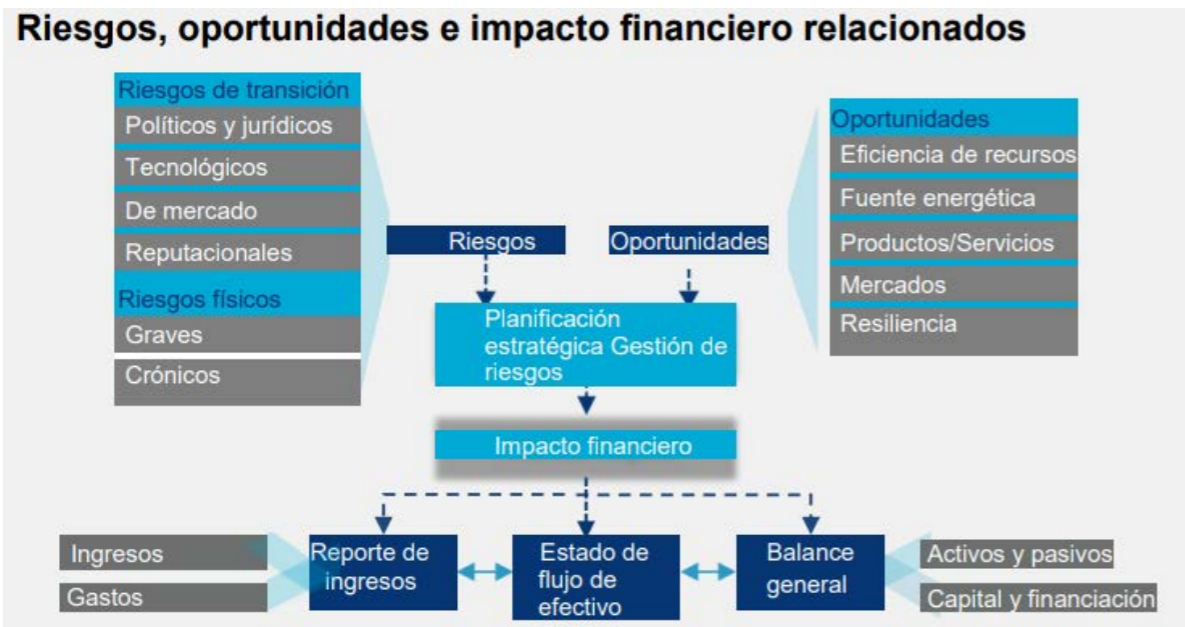 Riesgos, oportunidades e impacto financiero relacionados
Riesgos de transición
Políticos y jurídicos
Tecnológicos
De mercado
Reputacionales
Riesgos físicos
Graves
Crónicos
Riesgos
Oportunidades
Oportunidades
Eficiencia de recursos
Fuente energética
Productos/Servicios
Mercados
Resiliencia
Planificación
estratégica Gestión de
riesgos
Impacto financiero
Ingresos
Gastos
Reporte de
ingresos
Estado de
flujo de
efectivo
Balance
general
Activos y pasivos
Capital y financiación